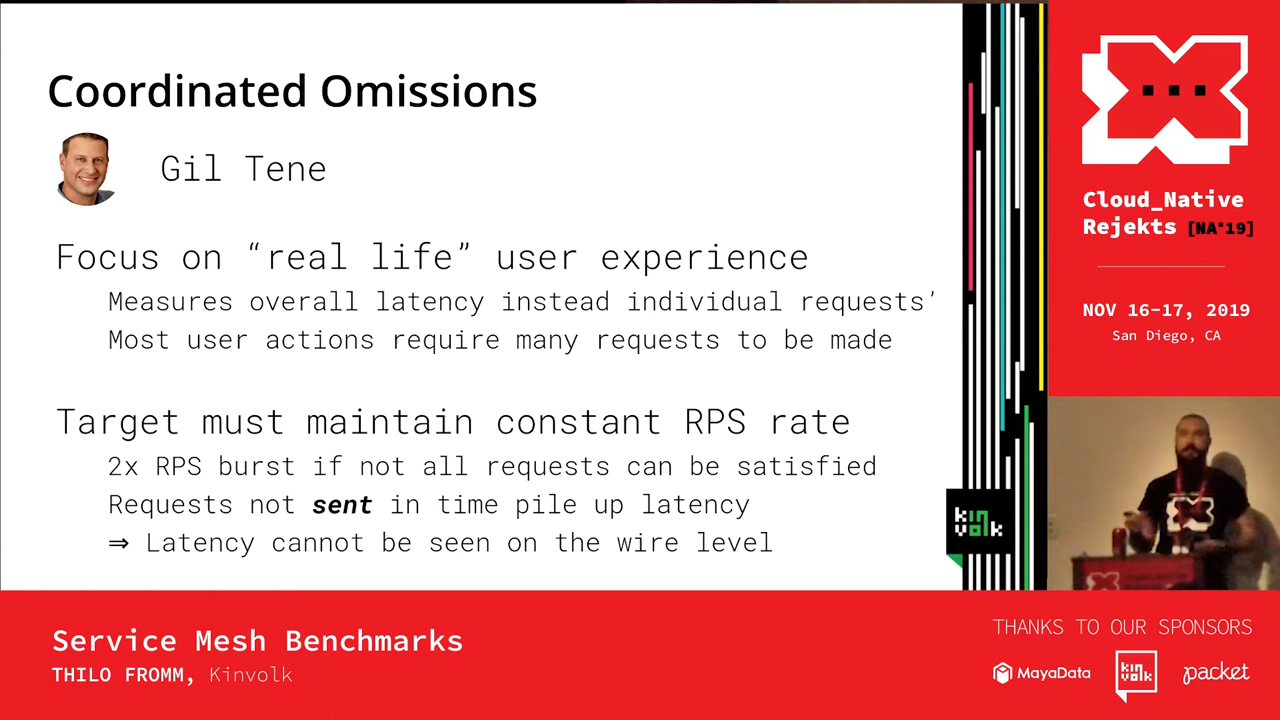 Coordinated Omissions
Gil Tene
Focus on “real life” user experience
Measures overall latency instead individual requests’
Most user actions require many requests to be made
Target must maintain constant RPS rate
2x RPS burst if not all requests can be satisfied
Requests not sent in time pile up latency
⇒ Latency cannot be seen on the wire level
kinvolk
Cloud_Native
Rejekts [NA'19]
NOV 16-17, 2019
San Diego, CA
Service Mesh Benchmarks
THILO FROMM, Kinvolk
THANKS TO OUR SPONSORS
MayaData
kinvolk
packet